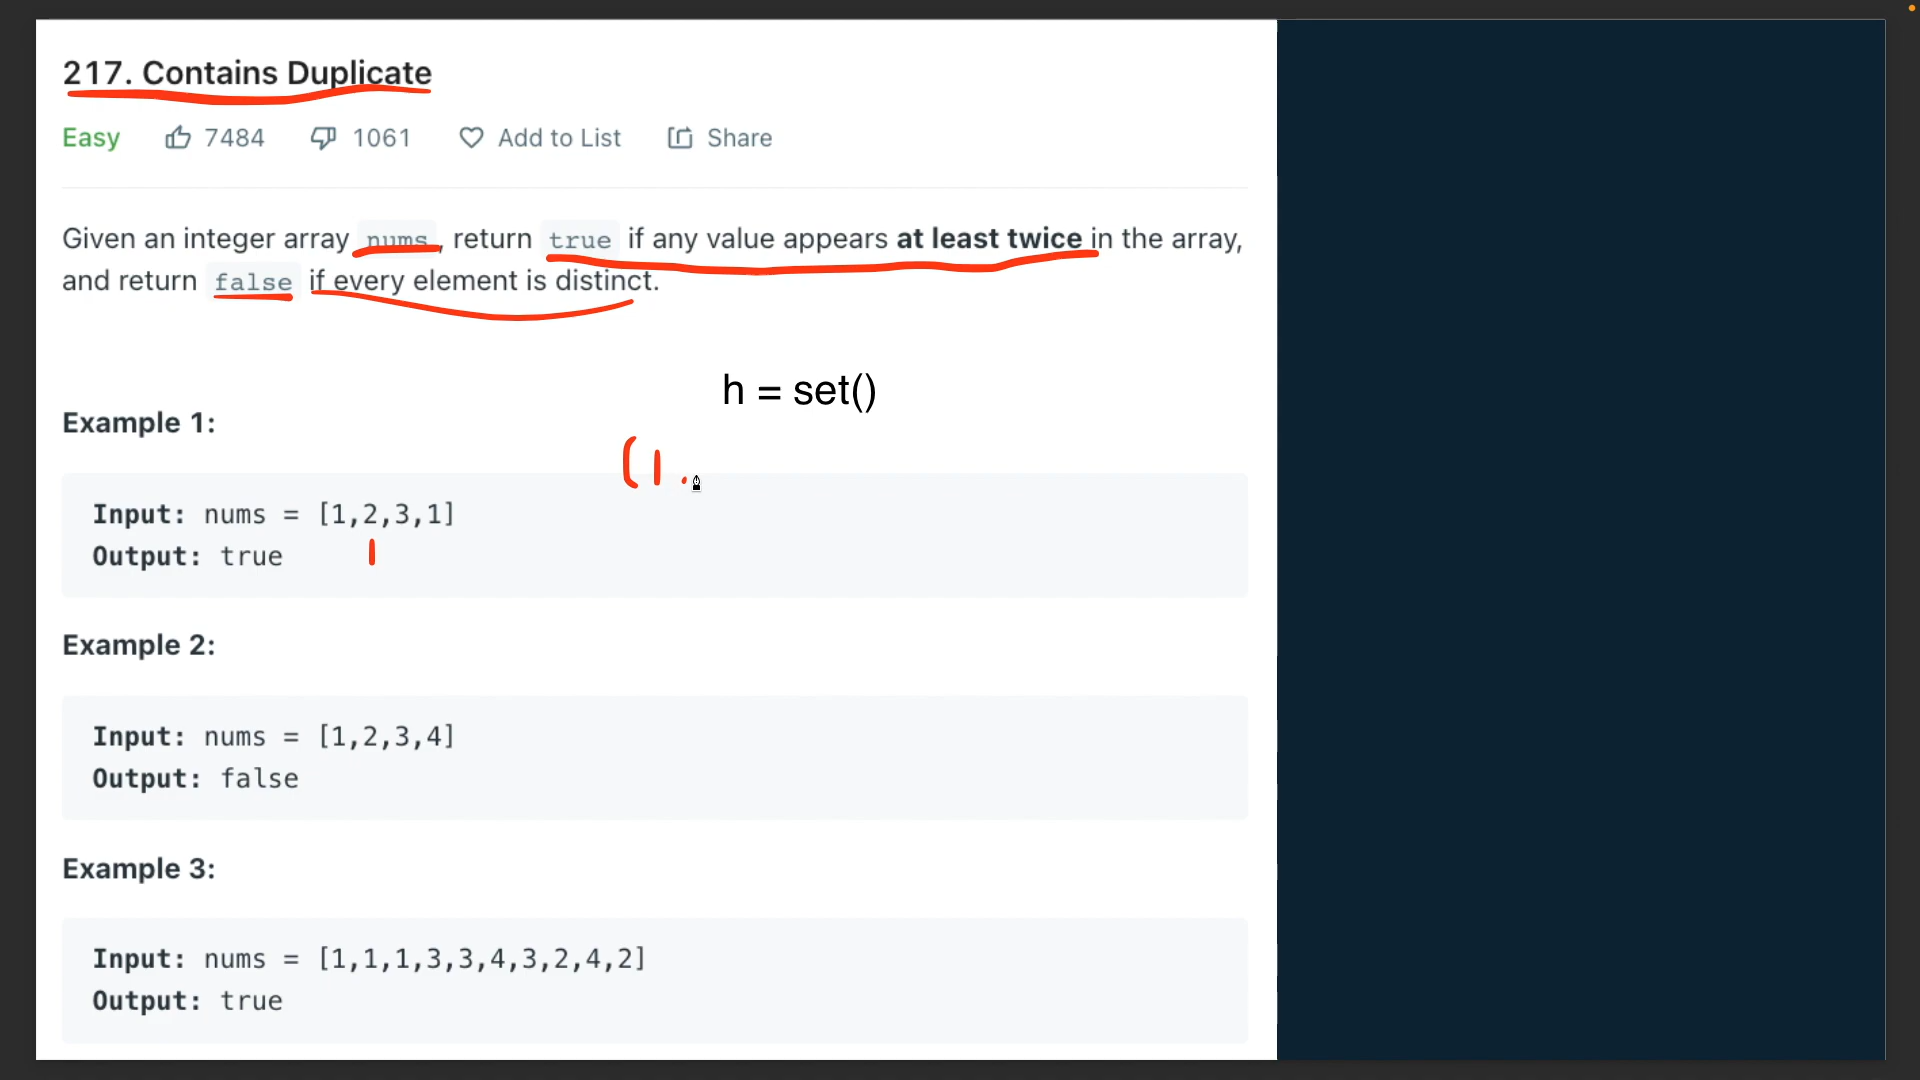 217. Contains Duplicate
Easy 7484 1061 Add to List Share
Given an integer array nums, return true if any value appears at least twice in the array,
and return false if every element is distinct.
h = set()
Example 1:
(1.
Input: nums = [1,2,3,1]
Output: true
Example 2:
Input: nums = [1,2,3,4]
Output: false
Example 3:
Input: nums = [1,1,1,3,3,4,3,2,4,2]
Output: true